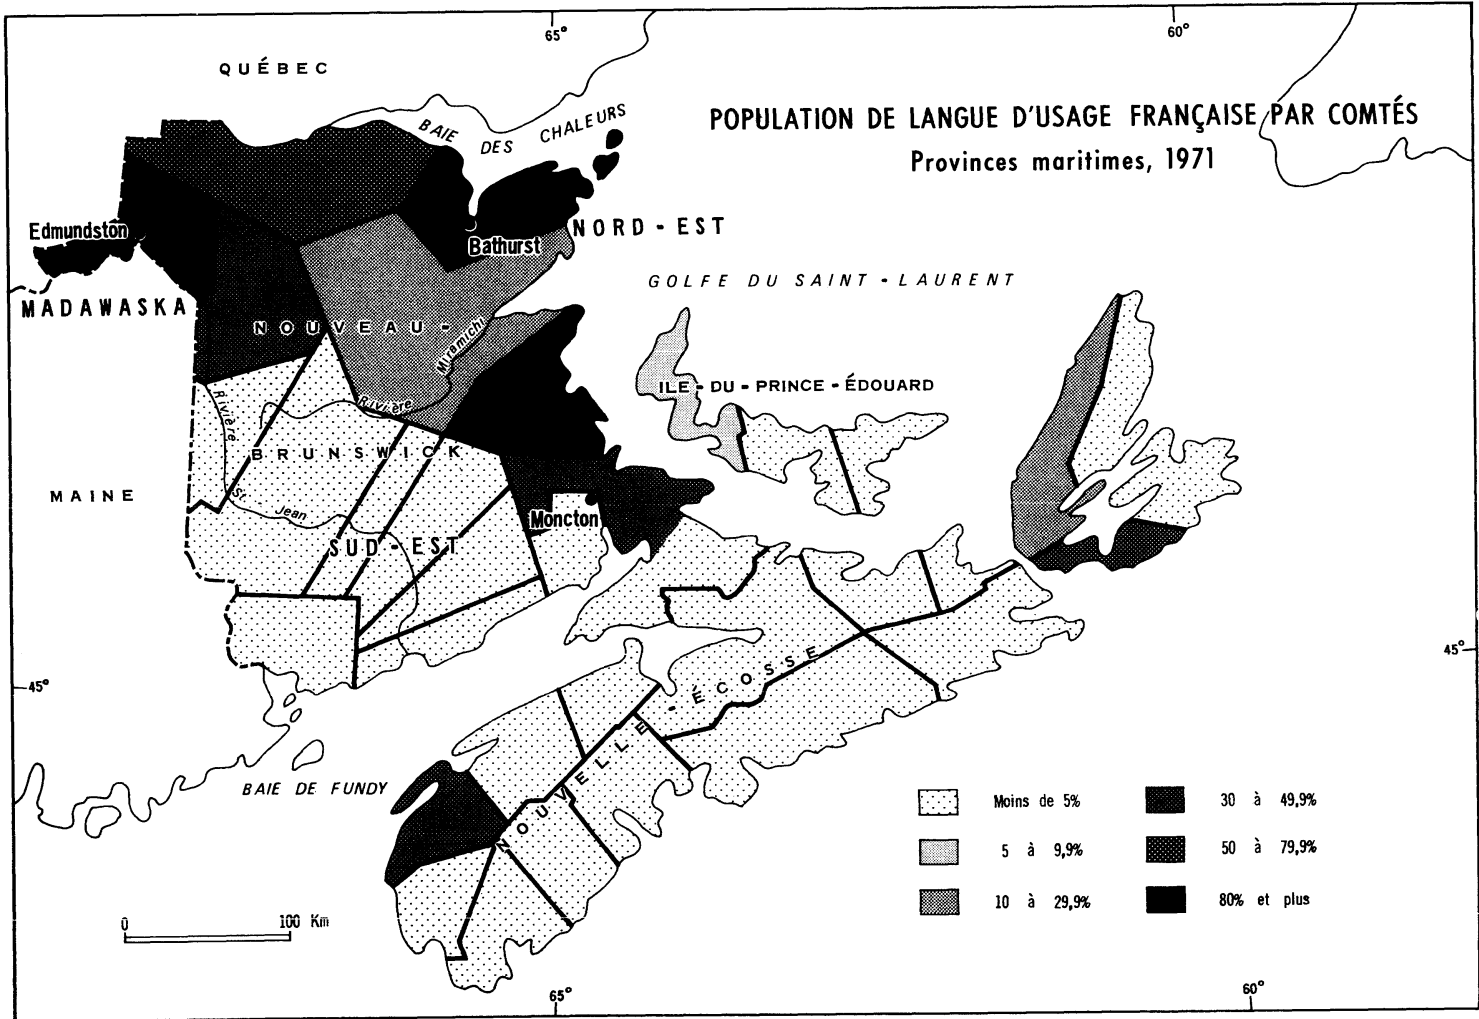 65°
60°
QUÉBEC
BAIE DES CHALEURS
POPULATION DE LANGUE D'USAGE FRANÇAISE PAR COMTÉS
Provinces maritimes, 1971
Edmundston
NORD-EST
Bathurst
GOLFE DU SAINT-LAURENT
MADAWASKA
NOUVEAU-
Miramichi
Rivière
ILE-DU-PRINCE-ÉDOUARD
Rivière
BRUNSWICK
MAINE
St
Jean
Moncton
SUD-EST
45°
45°
NOUVELLE-ÉCOSSE
BAIE DE FUNDY
Moins de 5%
30 à 49,9%
5 à 9,9%
50 à 79,9%
10 à 29,9%
80% et plus
0
100 Km
65°
60°